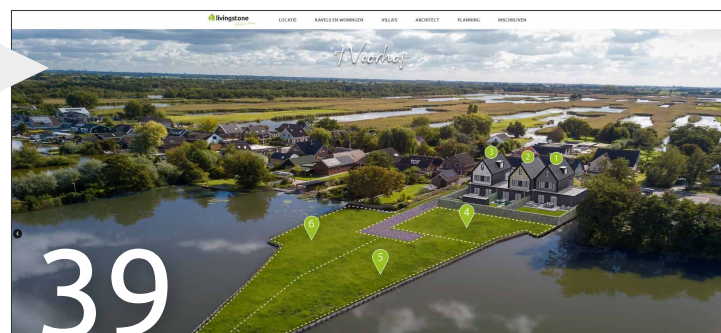 livingstone
LOCATIE KAVELS EN WONINGEN VILLA'S ARCHITECT PLANNING INSCHRIJVEN
't Voorhof
3 2 1
4
6
5
39